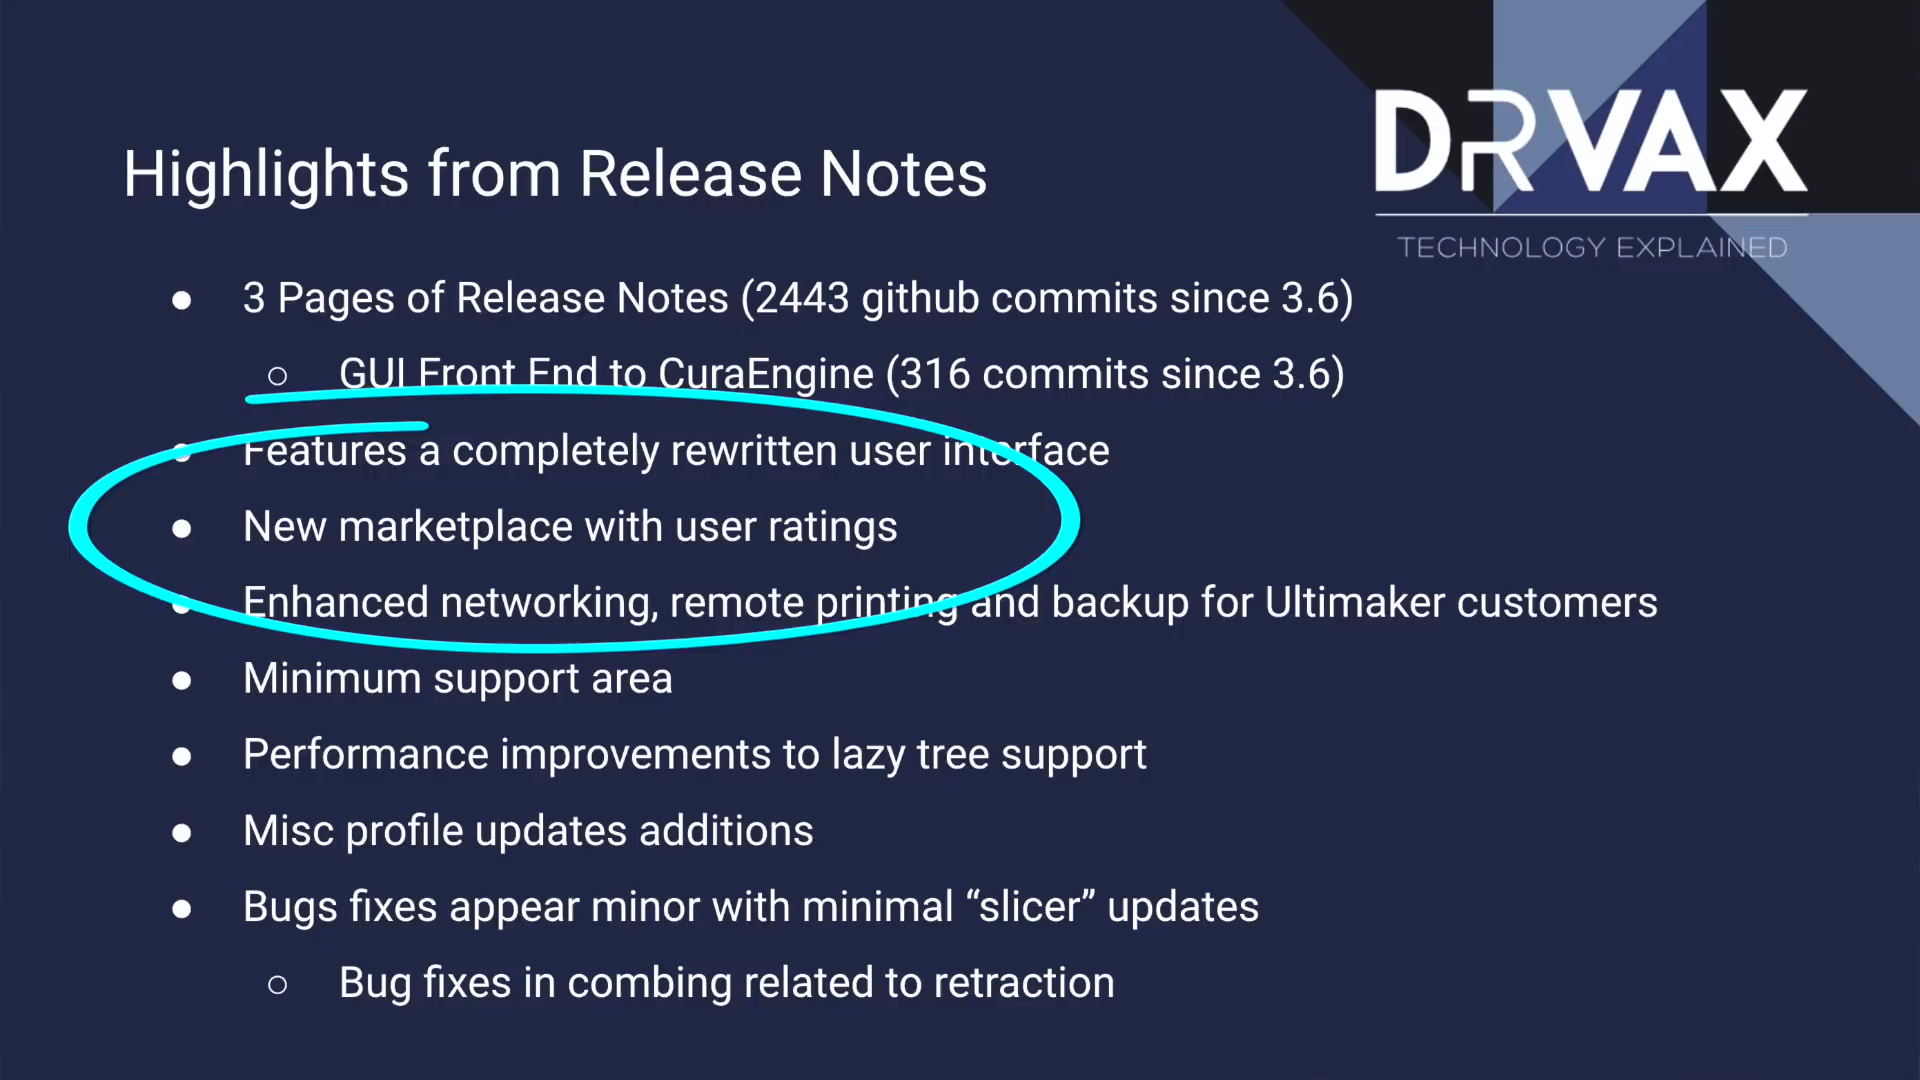 DRVAX
TECHNOLOGY EXPLAINED
Highlights from Release Notes
● 3 Pages of Release Notes (2443 github commits since 3.6)
○ GUI Front End to CuraEngine (316 commits since 3.6)
● Features a completely rewritten user interface
● New marketplace with user ratings
● Enhanced networking, remote printing and backup for Ultimaker customers
● Minimum support area
● Performance improvements to lazy tree support
● Misc profile updates additions
● Bugs fixes appear minor with minimal “slicer” updates
○ Bug fixes in combing related to retraction